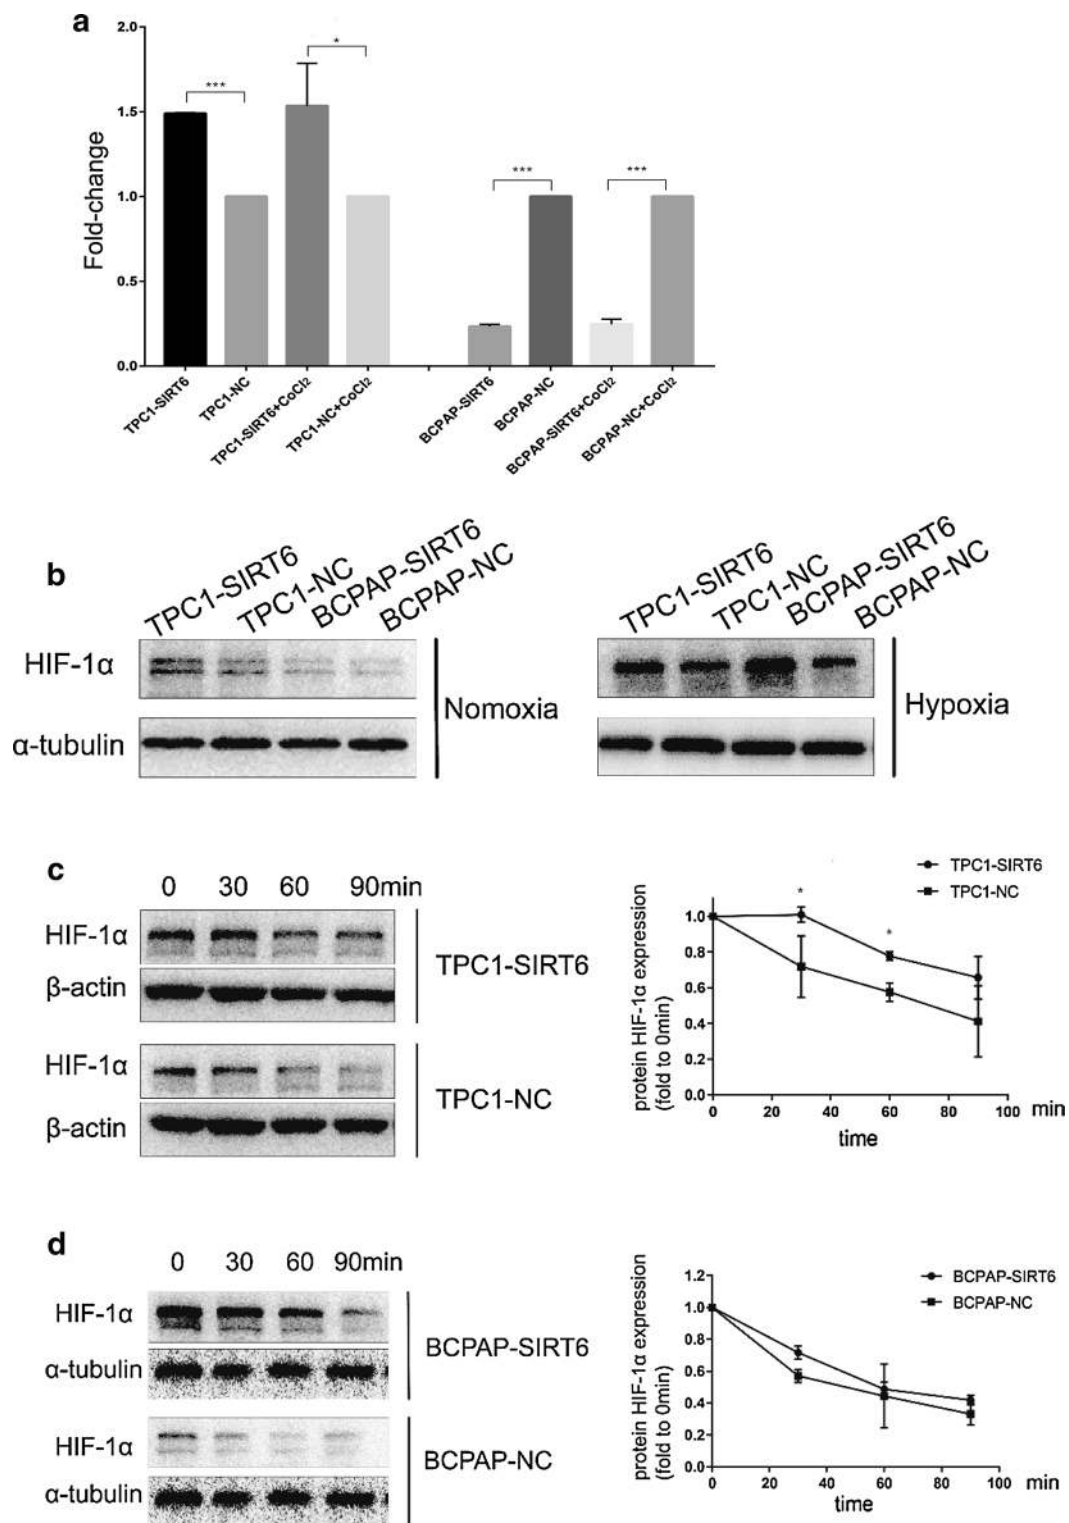 a
2.0
1.5
1.0
0.5
0.0
Fold-change
***
*
***
***
TPC1-SIRT6
TPC1-NC
TPC1-SIRT6+CoCl2
TPC1-NC+CoCl2
BCPAP-SIRT6
BCPAP-NC
BCPAP-SIRT6+CoCl2
BCPAP-NC+CoCl2
b
TPC1-SIRT6
TPC1-NC
BCPAP-SIRT6
BCPAP-NC
HIF-1α
α-tubulin
Nomoxia
TPC1-SIRT6
TPC1-NC
BCPAP-SIRT6
BCPAP-NC
Hypoxia
c
0 30 60 90min
HIF-1α
β-actin
TPC1-SIRT6
HIF-1α
β-actin
TPC1-NC
TPC1-SIRT6
TPC1-NC
*
*
1.0
0.8
0.6
0.4
0.2
0.0
protein HIF-1α expression
(fold to 0min)
0 20 40 60 80 100 min
time
d
0 30 60 90min
HIF-1α
α-tubulin
BCPAP-SIRT6
HIF-1α
α-tubulin
BCPAP-NC
BCPAP-SIRT6
BCPAP-NC
1.2
1.0
0.8
0.6
0.4
0.2
0.0
protein HIF-1α expression
(fold to 0min)
0 20 40 60 80 100 min
time